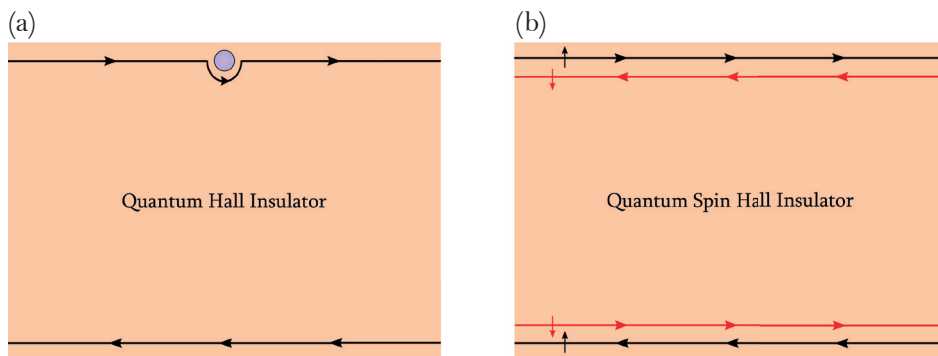 (a)
(b)
Quantum Hall Insulator
Quantum Spin Hall Insulator